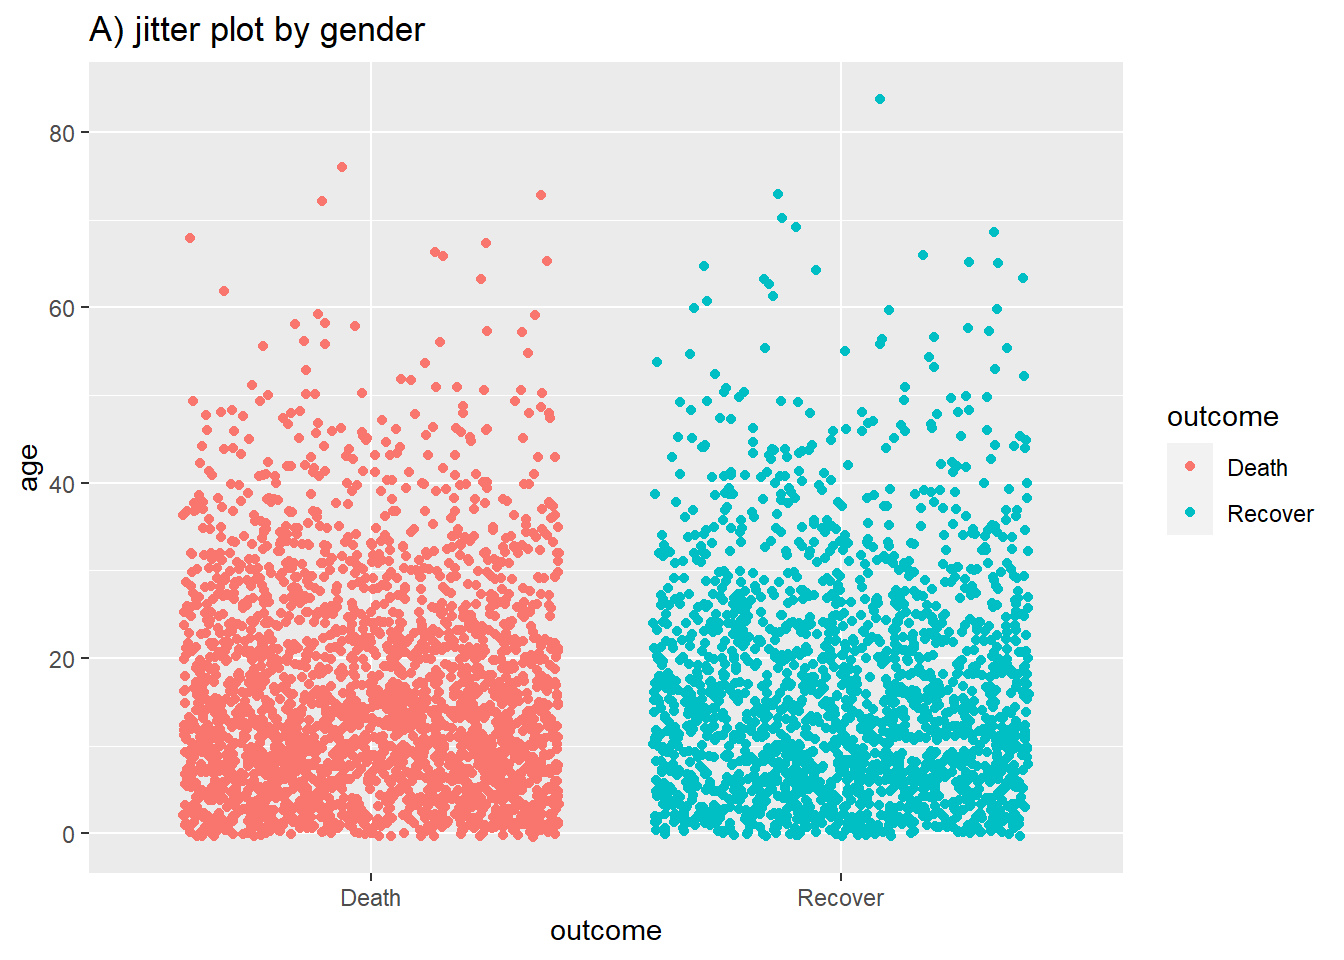 A) jitter plot by gender
80
60
40
20
0
age
Death
Recover
outcome
outcome
Death
Recover